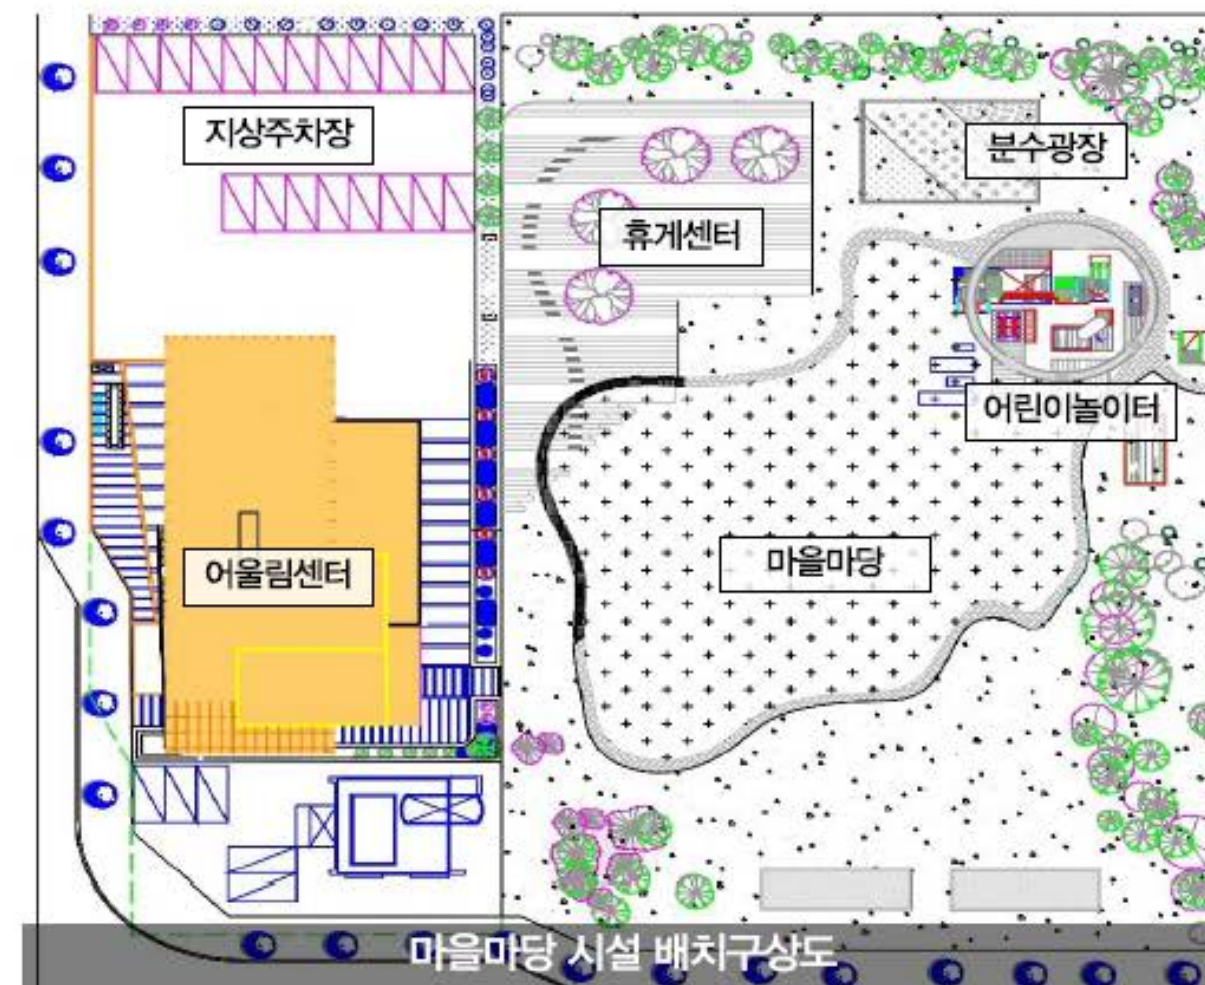 지상주차장
분수광장
휴게센터
어린이놀이터
어울림센터
마을마당
마을마당 시설 배치구상도